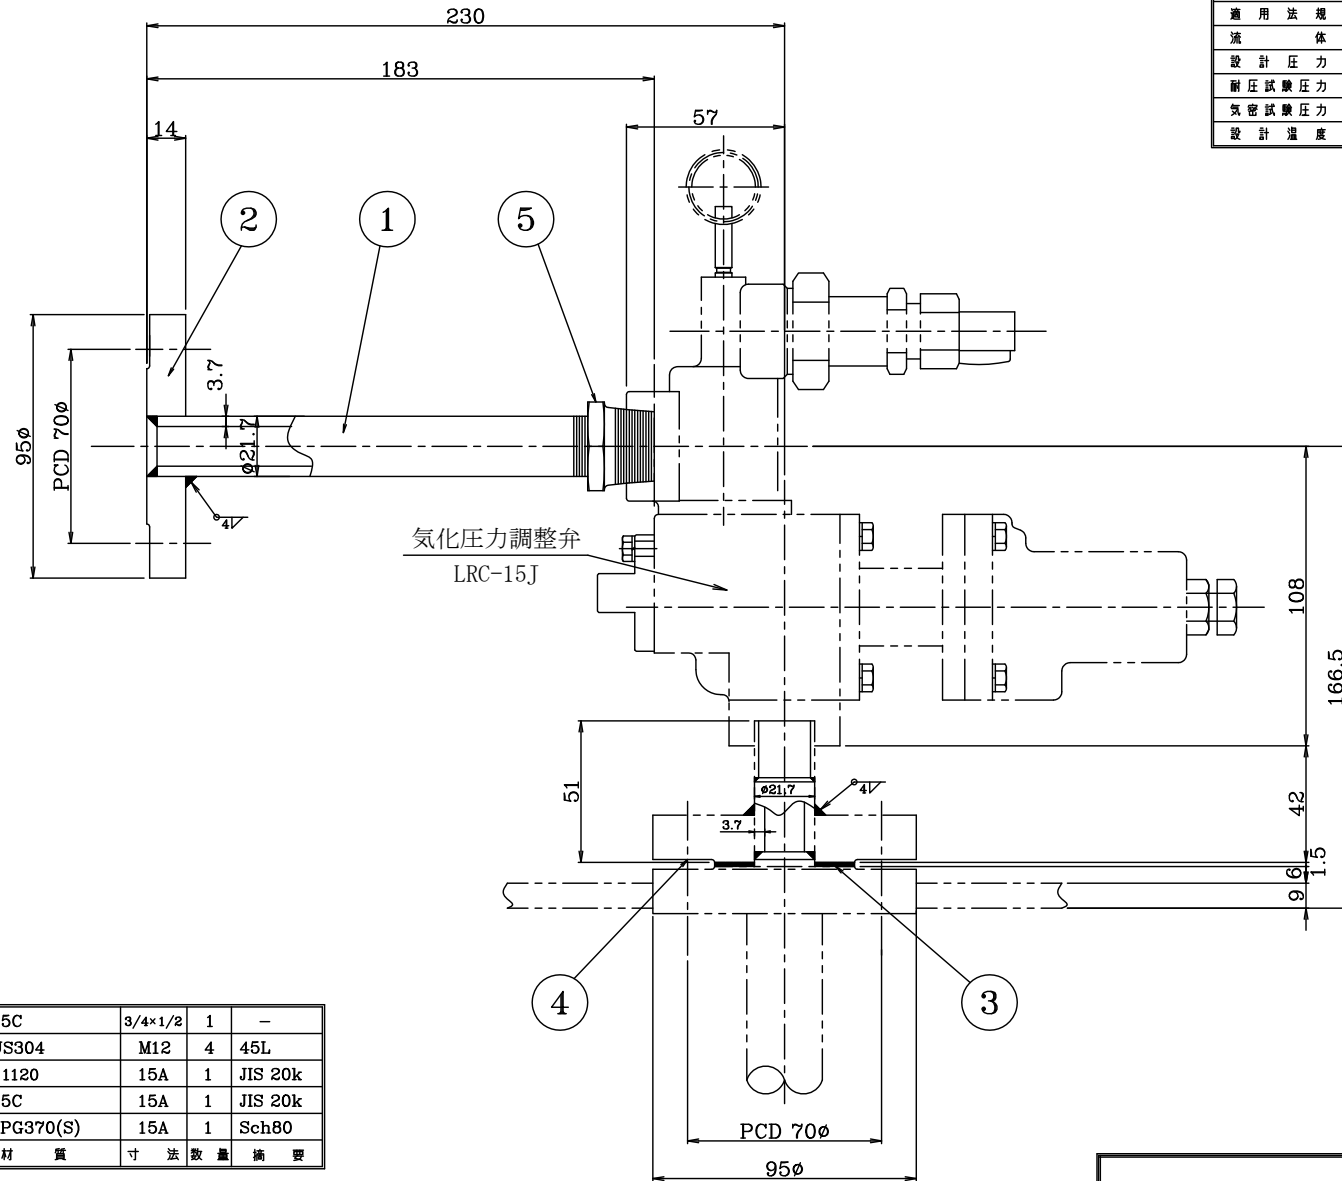 230
183
14
57
適用法規
流体
設計圧力
耐圧試験圧力
気密試験圧力
設計温度
2
1
5
95ø
PCD 70ø
3.7
ø21.7
4
気化圧力調整弁
LRC-15J
108
166.5
51
ø21.7
4
3.7
42
1.5
6
9
4
3
PCD 70ø
95ø
5C 3/4×1/2 1 −
US304 M12 4 45L
1120 15A 1 JIS 20k
5C 15A 1 JIS 20k
PG370(S) 15A 1 Sch80
材質 寸法 数量 摘要